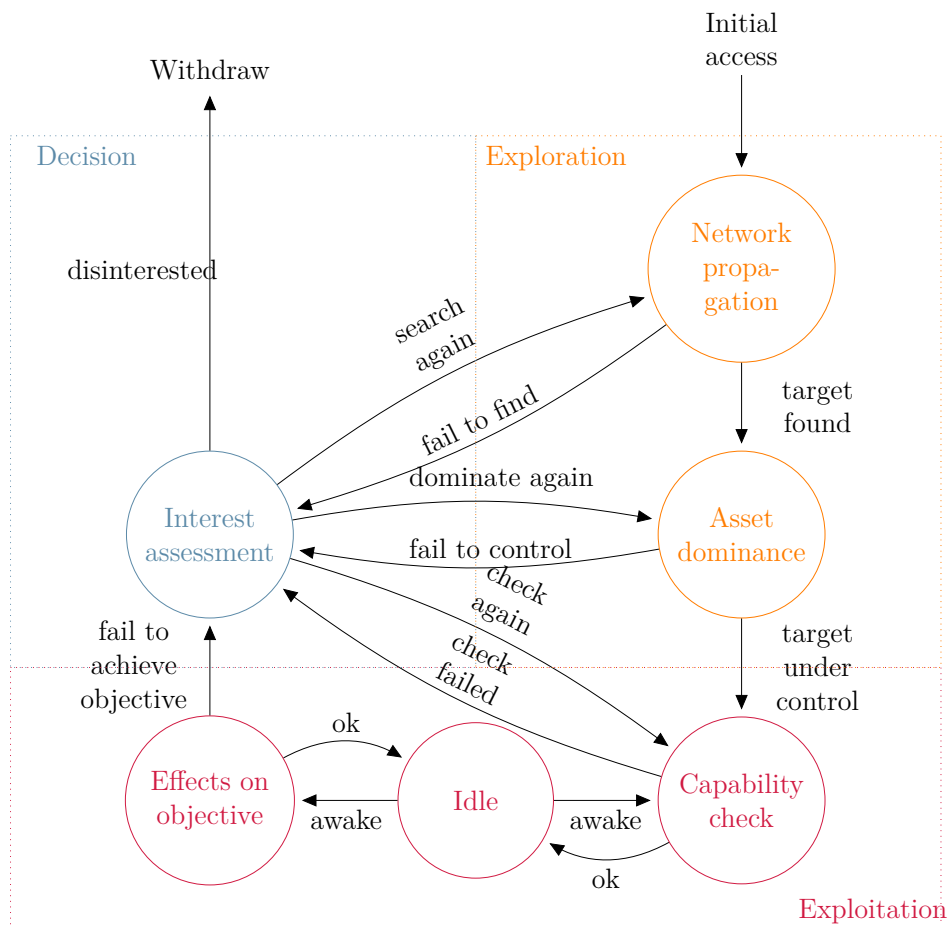 Initial
access
Withdraw
Decision
Exploration
Network
propa-
gation
disinterested
search
again
target
found
fail to find
dominate again
Interest
assessment
Asset
dominance
fail to control
check
again
fail to
achieve
objective
check
failed
target
under
control
ok
Effects on
objective
Idle
Capability
check
awake
awake
ok
Exploitation